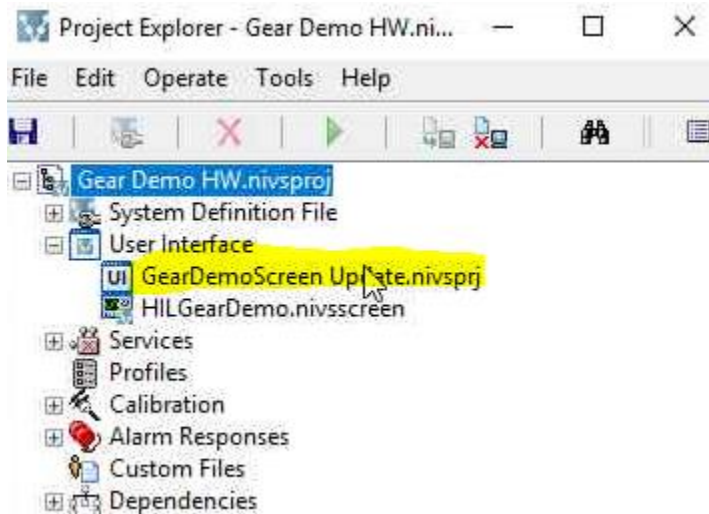 Project Explorer - Gear Demo HW.ni...
File Edit Operate Tools Help
Gear Demo HW.nivsproj
System Definition File
User Interface
UI GearDemoScreen Update.nivsprj
HILGearDemo.nivsscreen
Services
Profiles
Calibration
Alarm Responses
Custom Files
Dependencies